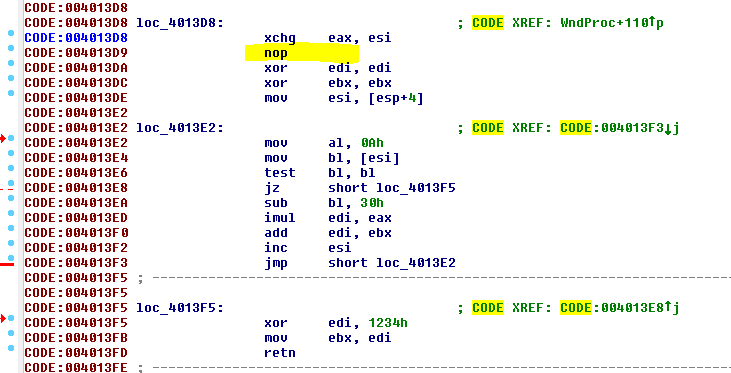 CODE:004013D8
CODE:004013D8 loc_4013D8: ; CODE XREF: WndProc+110↑p
CODE:004013D8 xchg eax, esi
CODE:004013D9 nop
CODE:004013DA xor edi, edi
CODE:004013DC xor ebx, ebx
CODE:004013DE mov esi, [esp+4]
CODE:004013E2
CODE:004013E2 loc_4013E2: ; CODE XREF: CODE:004013F3↓j
CODE:004013E2 mov al, 0Ah
CODE:004013E4 mov bl, [esi]
CODE:004013E6 test bl, bl
CODE:004013E8 jz short loc_4013F5
CODE:004013EA sub bl, 30h
CODE:004013ED imul edi, eax
CODE:004013F0 add edi, ebx
CODE:004013F2 inc esi
CODE:004013F3 jmp short loc_4013E2
CODE:004013F5 ; ---------------------------------------------------------------------------
CODE:004013F5
CODE:004013F5 loc_4013F5: ; CODE XREF: CODE:004013E8↑j
CODE:004013F5 xor edi, 1234h
CODE:004013FB mov ebx, edi
CODE:004013FD retn
CODE:004013FE ; ---------------------------------------------------------------------------